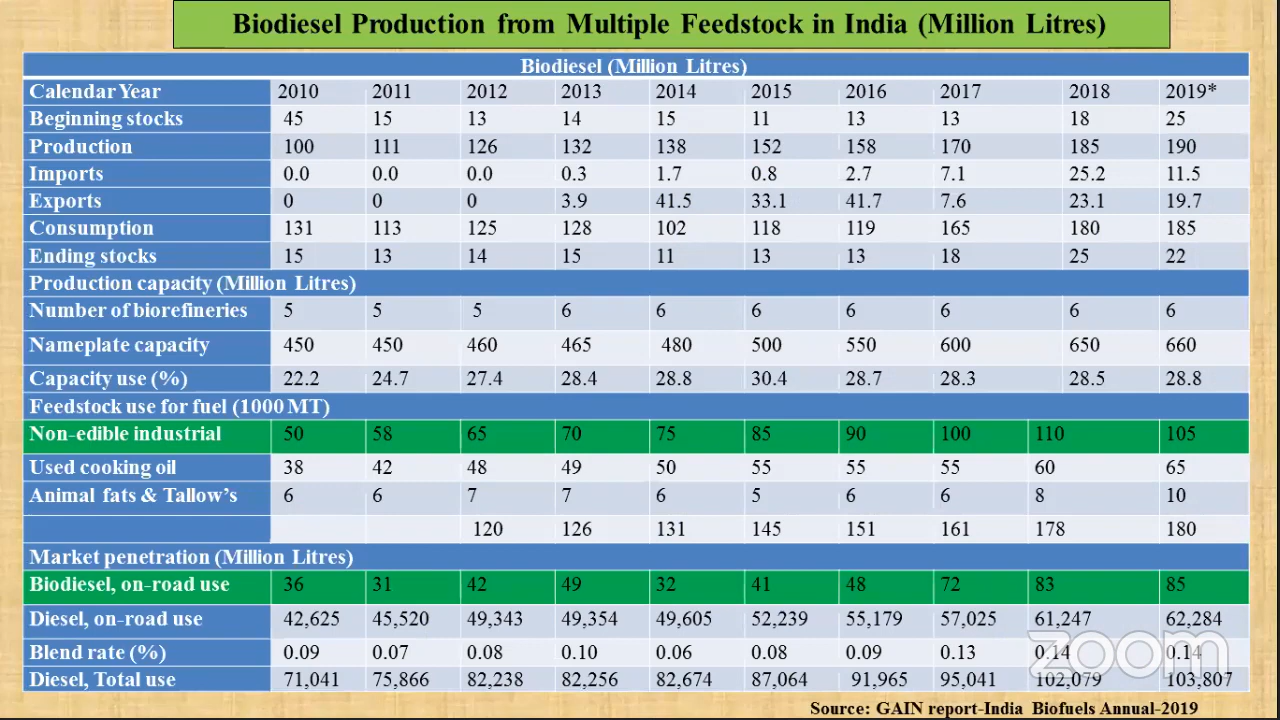 Biodiesel Production from Multiple Feedstock in India (Million Litres)
Biodiesel (Million Litres)
Calendar Year 2010 2011 2012 2013 2014 2015 2016 2017 2018 2019*
Beginning stocks 45 15 13 14 15 11 13 13 18 25
Production 100 111 126 132 138 152 158 170 185 190
Imports 0.0 0.0 0.0 0.3 1.7 0.8 2.7 7.1 25.2 11.5
Exports 0 0 0 3.9 41.5 33.1 41.7 7.6 23.1 19.7
Consumption 131 113 125 128 102 118 119 165 180 185
Ending stocks 15 13 14 15 11 13 13 18 25 22
Production capacity (Million Litres)
Number of biorefineries 5 5 5 6 6 6 6 6 6 6
Nameplate capacity 450 450 460 465 480 500 550 600 650 660
Capacity use (%) 22.2 24.7 27.4 28.4 28.8 30.4 28.7 28.3 28.5 28.8
Feedstock use for fuel (1000 MT)
Non-edible industrial 50 58 65 70 75 85 90 100 110 105
Used cooking oil 38 42 48 49 50 55 55 55 60 65
Animal fats & Tallow's 6 6 7 7 6 5 6 6 8 10
120 126 131 145 151 161 178 180
Market penetration (Million Litres)
Biodiesel, on-road use 36 31 42 49 32 41 48 72 83 85
Diesel, on-road use 42,625 45,520 49,343 49,354 49,605 52,239 55,179 57,025 61,247 62,284
Blend rate (%) 0.09 0.07 0.08 0.10 0.06 0.08 0.09 0.13 0.14 0.14
Diesel, Total use 71,041 75,866 82,238 82,256 82,674 87,064 91,965 95,041 102,079 103,807
zoom
Source: GAIN report-India Biofuels Annual-2019